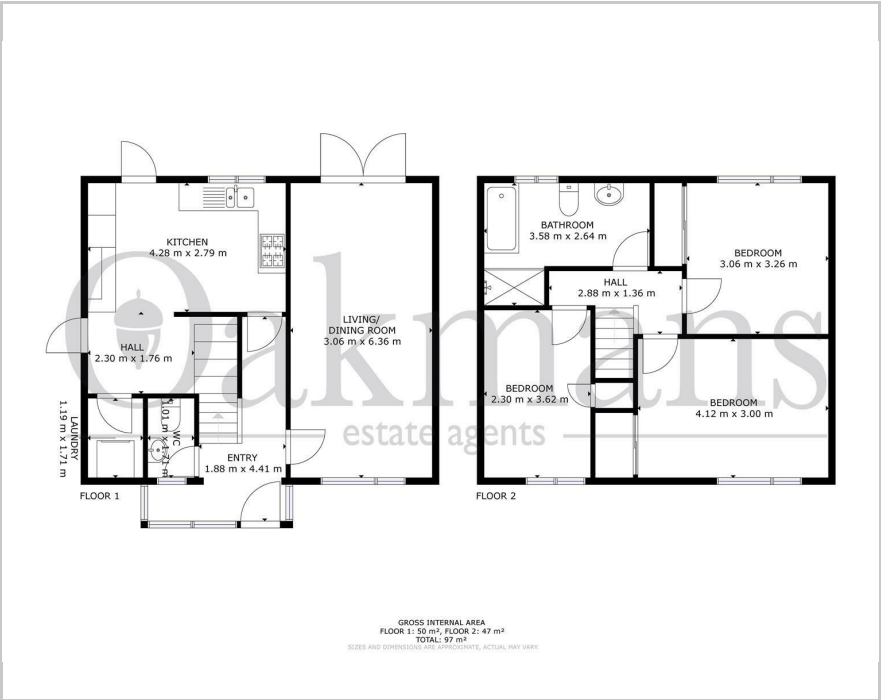 KITCHEN
4.28 m x 2.79 m
LIVING/
DINING ROOM
3.06 m x 6.36 m
HALL
2.30 m x 1.76 m
LAUNDRY
1.19 m x 1.71 m
WC
1.01 m x 1.71 m
ENTRY
1.88 m x 4.41 m
FLOOR 1
BATHROOM
3.58 m x 2.64 m
BEDROOM
3.06 m x 3.26 m
HALL
2.88 m x 1.36 m
BEDROOM
2.30 m x 3.62 m
BEDROOM
4.12 m x 3.00 m
FLOOR 2
Oakmans
estate agents
GROSS INTERNAL AREA
FLOOR 1: 50 m², FLOOR 2: 47 m²
TOTAL: 97 m²
SIZES AND DIMENSIONS ARE APPROXIMATE, ACTUAL MAY VARY.